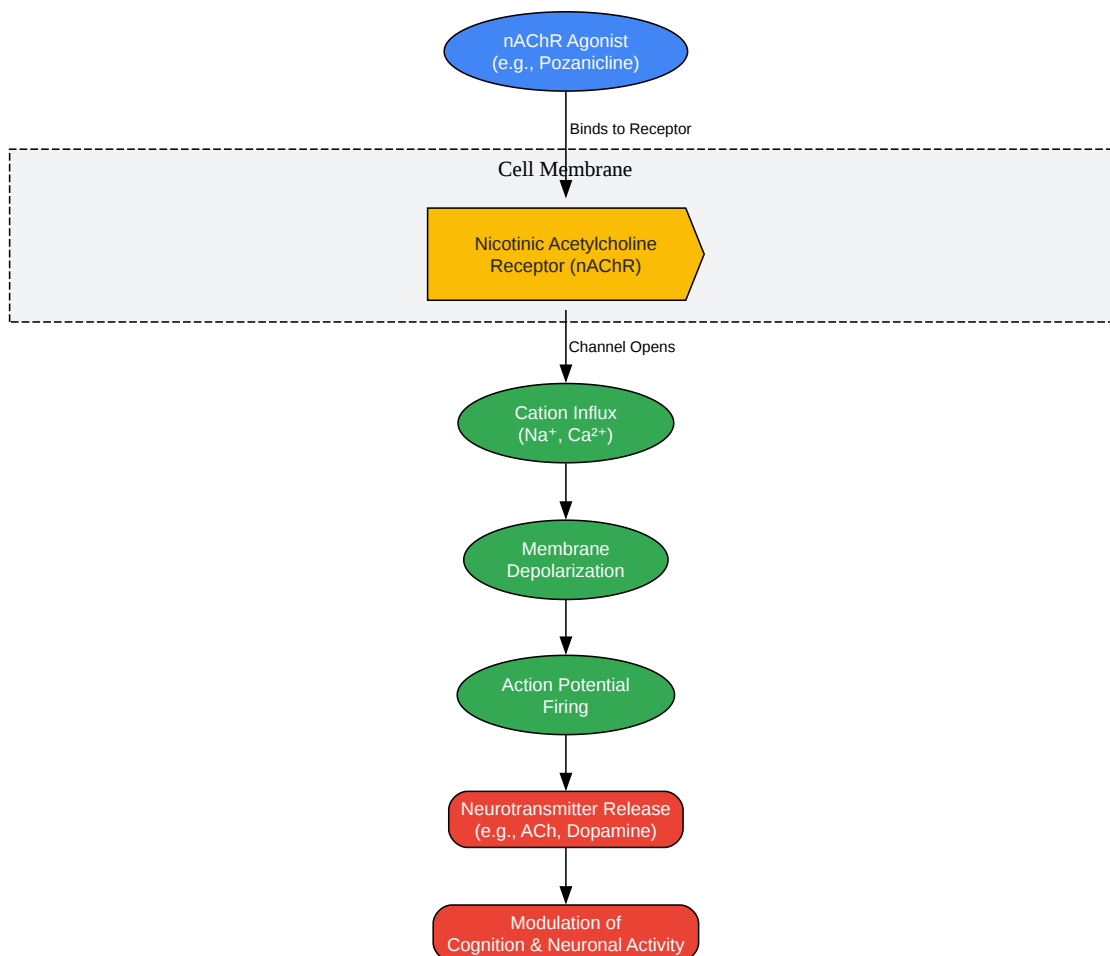 nAChR Agonist
(e.g., Pozanicline)
Binds to Receptor
Cell Membrane
Nicotinic Acetylcholine
Receptor (nAChR)
Channel Opens
Cation Influx
(Na⁺, Ca²⁺)
Membrane
Depolarization
Action Potential
Firing
Neurotransmitter Release
(e.g., ACh, Dopamine)
Modulation of
Cognition & Neuronal Activity